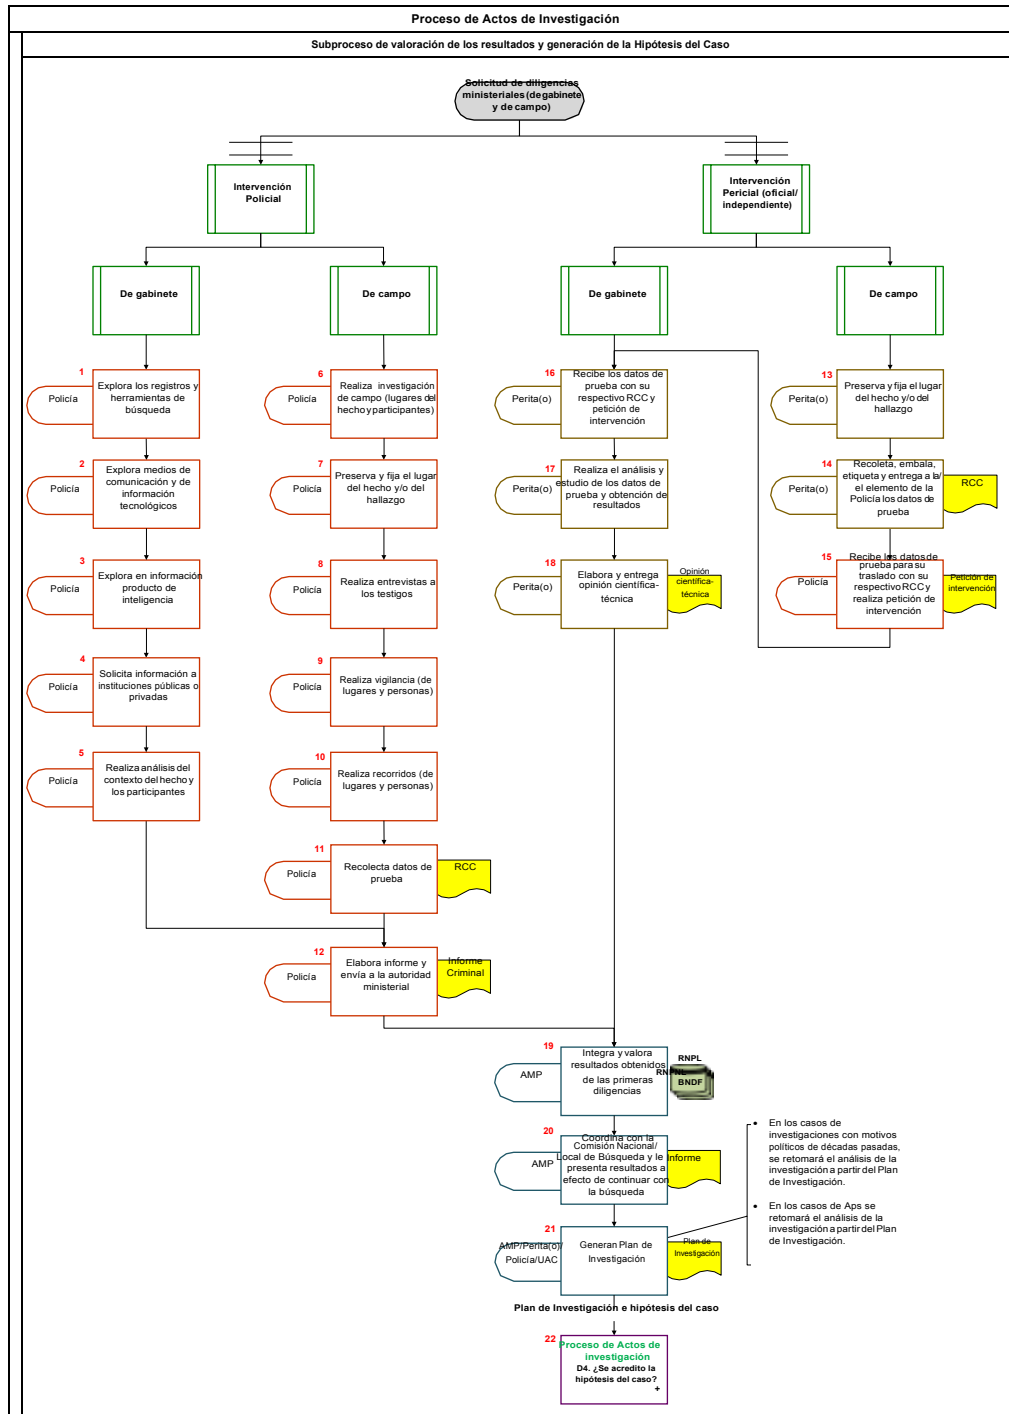 Proceso de Actos de Investigación
Subproceso de valoración de los resultados y generación de la Hipótesis del Caso
Solicitud de diligencias
ministeriales (de gabinete
y de campo)
Intervención
Policial
Intervención
Pericial (oficial/
independiente)
De gabinete
De campo
De gabinete
De campo
1
Policía
Explora los registros y
herramientas de
búsqueda
2
Policía
Explora medios de
comunicación y de
información
tecnológicos
3
Policía
Explora en información
producto de
inteligencia
4
Policía
Solicita información a
instituciones públicas o
privadas
5
Policía
Realiza análisis del
contexto del hecho y
los participantes
6
Policía
Realiza investigación
de campo (lugares del
hecho y participantes)
7
Policía
Preserva y fija el lugar
del hecho y/o del
hallazgo
8
Policía
Realiza entrevistas a
los testigos
9
Policía
Realiza vigilancia (de
lugares y personas)
10
Policía
Realiza recorridos (de
lugares y personas)
11
Policía
Recolecta datos de
prueba
RCC
12
Policía
Elabora informe y
envía a la autoridad
ministerial
Informe
Criminal
16
Perita(o)
Recibe los datos de
prueba con su
respectivo RCC y
petición de
intervención
17
Perita(o)
Realiza el análisis y
estudio de los datos de
prueba y obtención de
resultados
18
Perita(o)
Elabora y entrega
opinión científica-
técnica
Opinión
científica-
técnica
13
Perita(o)
Preserva y fija el lugar
del hecho y/o del
hallazgo
14
Perita(o)
Recoleta, embala,
etiqueta y entrega a la/
el elemento de la
Policía los datos de
prueba
RCC
15
Policía
Recibe los datos de
prueba para su
traslado con su
respectivo RCC y
realiza petición de
intervención
Petición de
intervención
19
AMP
Integra y valora
resultados obtenidos
de las primeras
diligencias
RNPL
BNDF
20
AMP
Coordina con la
Comisión Nacional/
Local de Búsqueda y le
presenta resultados a
efecto de continuar con
la búsqueda
Informe
21
AMP/Perita(o)/
Policía/UAC
Generan Plan de
Investigación
Plan de
Investigación
• En los casos de
investigaciones con motivos
políticos de décadas pasadas,
se retomará el análisis de la
investigación a partir del Plan
de Investigación.
• En los casos de Aps se
retomará el análisis de la
investigación a partir del Plan
de Investigación.
Plan de Investigación e hipótesis del caso
22
Proceso de Actos de
investigación
D4. ¿Se acredito la
hipótesis del caso?
+